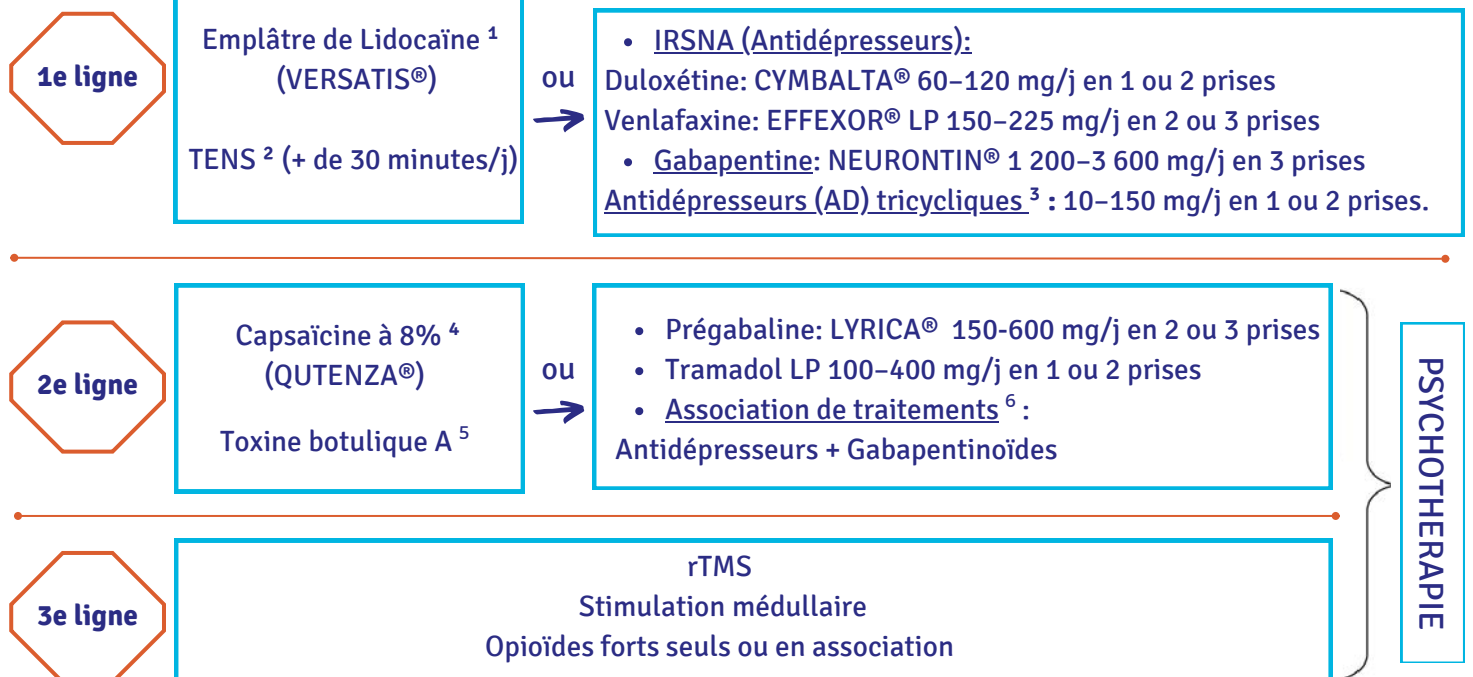 1e ligne
Emplâtre de Lidocaïne ¹
(VERSATIS®)
TENS ² (+ de 30 minutes/j)
ou
• IRSNA (Antidépresseurs):
Duloxétine: CYMBALTA® 60–120 mg/j en 1 ou 2 prises
Venlafaxine: EFFEXOR® LP 150–225 mg/j en 2 ou 3 prises
• Gabapentine: NEURONTIN® 1 200–3 600 mg/j en 3 prises
Antidépresseurs (AD) tricycliques ³ : 10–150 mg/j en 1 ou 2 prises.
2e ligne
Capsaïcine à 8% ⁴
(QUTENZA®)
Toxine botulique A ⁵
ou
• Prégabaline: LYRICA® 150-600 mg/j en 2 ou 3 prises
• Tramadol LP 100–400 mg/j en 1 ou 2 prises
• Association de traitements ⁶ :
Antidépresseurs + Gabapentinoïdes
PSYCHOTHERAPIE
3e ligne
rTMS
Stimulation médullaire
Opioïdes forts seuls ou en association